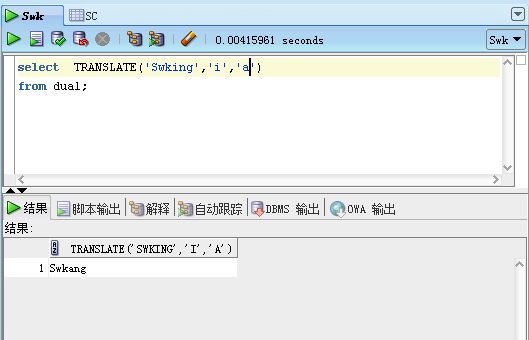 Swk SC
0.00415961 seconds Swk
select TRANSLATE('Swking','i','a')
from dual;
结果 脚本输出 解释 自动跟踪 DBMS 输出 OWA 输出
结果:
TRANSLATE('SWKING','I','A')
1 Swkang